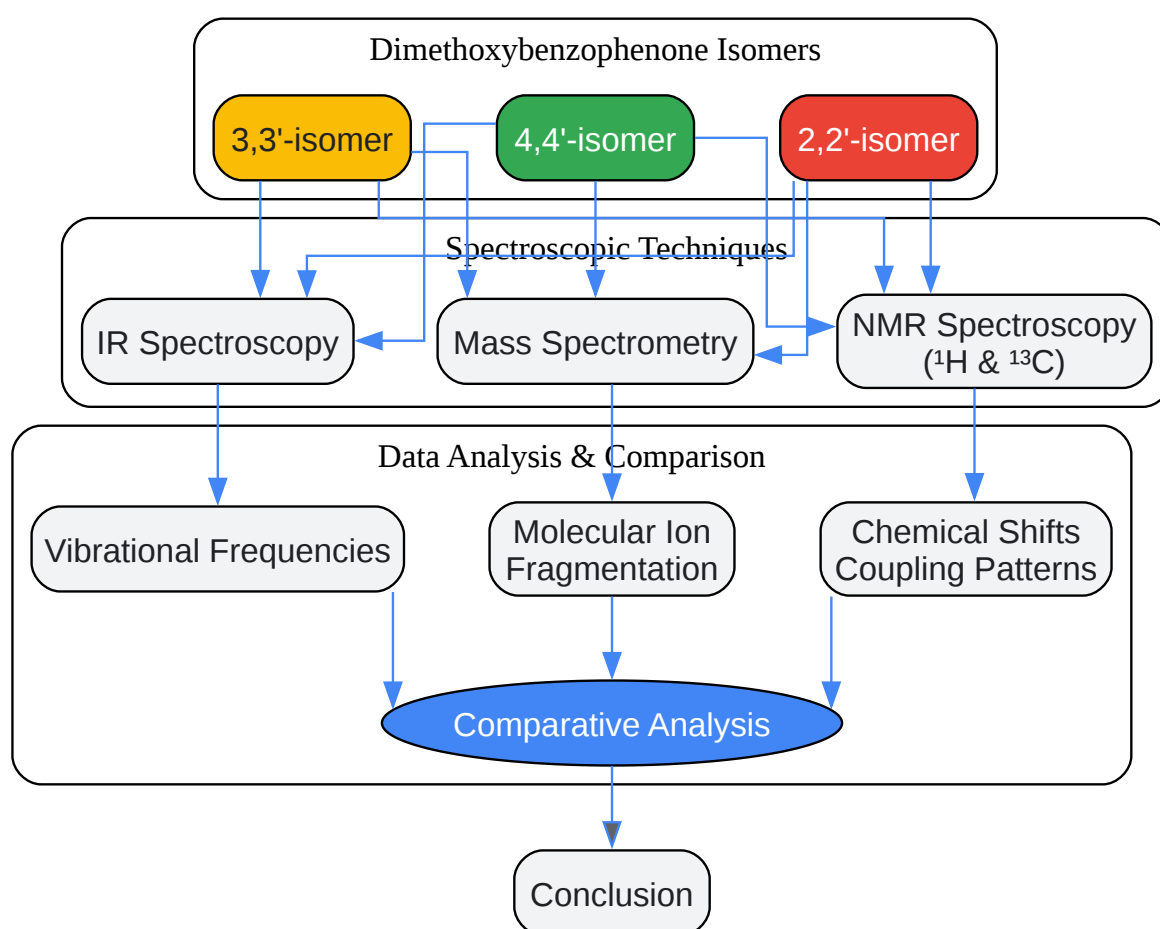 Dimethoxybenzophenone Isomers
3,3'-isomer
4,4'-isomer
2,2'-isomer
Spectroscopic Techniques
IR Spectroscopy
Mass Spectrometry
NMR Spectroscopy
(¹H & ¹³C)
Data Analysis & Comparison
Vibrational Frequencies
Molecular Ion
Fragmentation
Chemical Shifts
Coupling Patterns
Comparative Analysis
Conclusion